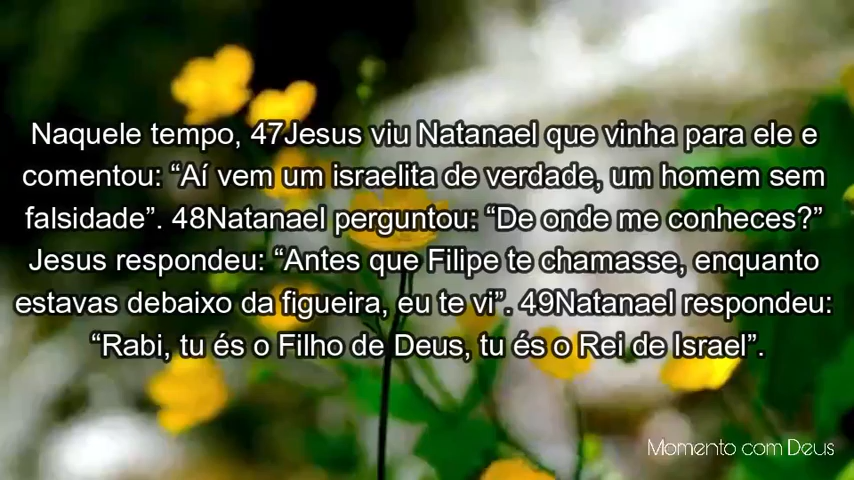 Naquele tempo, 47Jesus viu Natanael que vinha para ele e
comentou: “Aí vem um israelita de verdade, um homem sem
falsidade”. 48Natanael perguntou: “De onde me conheces?”
Jesus respondeu: “Antes que Filipe te chamasse, enquanto
estavas debaixo da figueira, eu te vi”. 49Natanael respondeu:
“Rabi, tu és o Filho de Deus, tu és o Rei de Israel”.
Momento com Deus